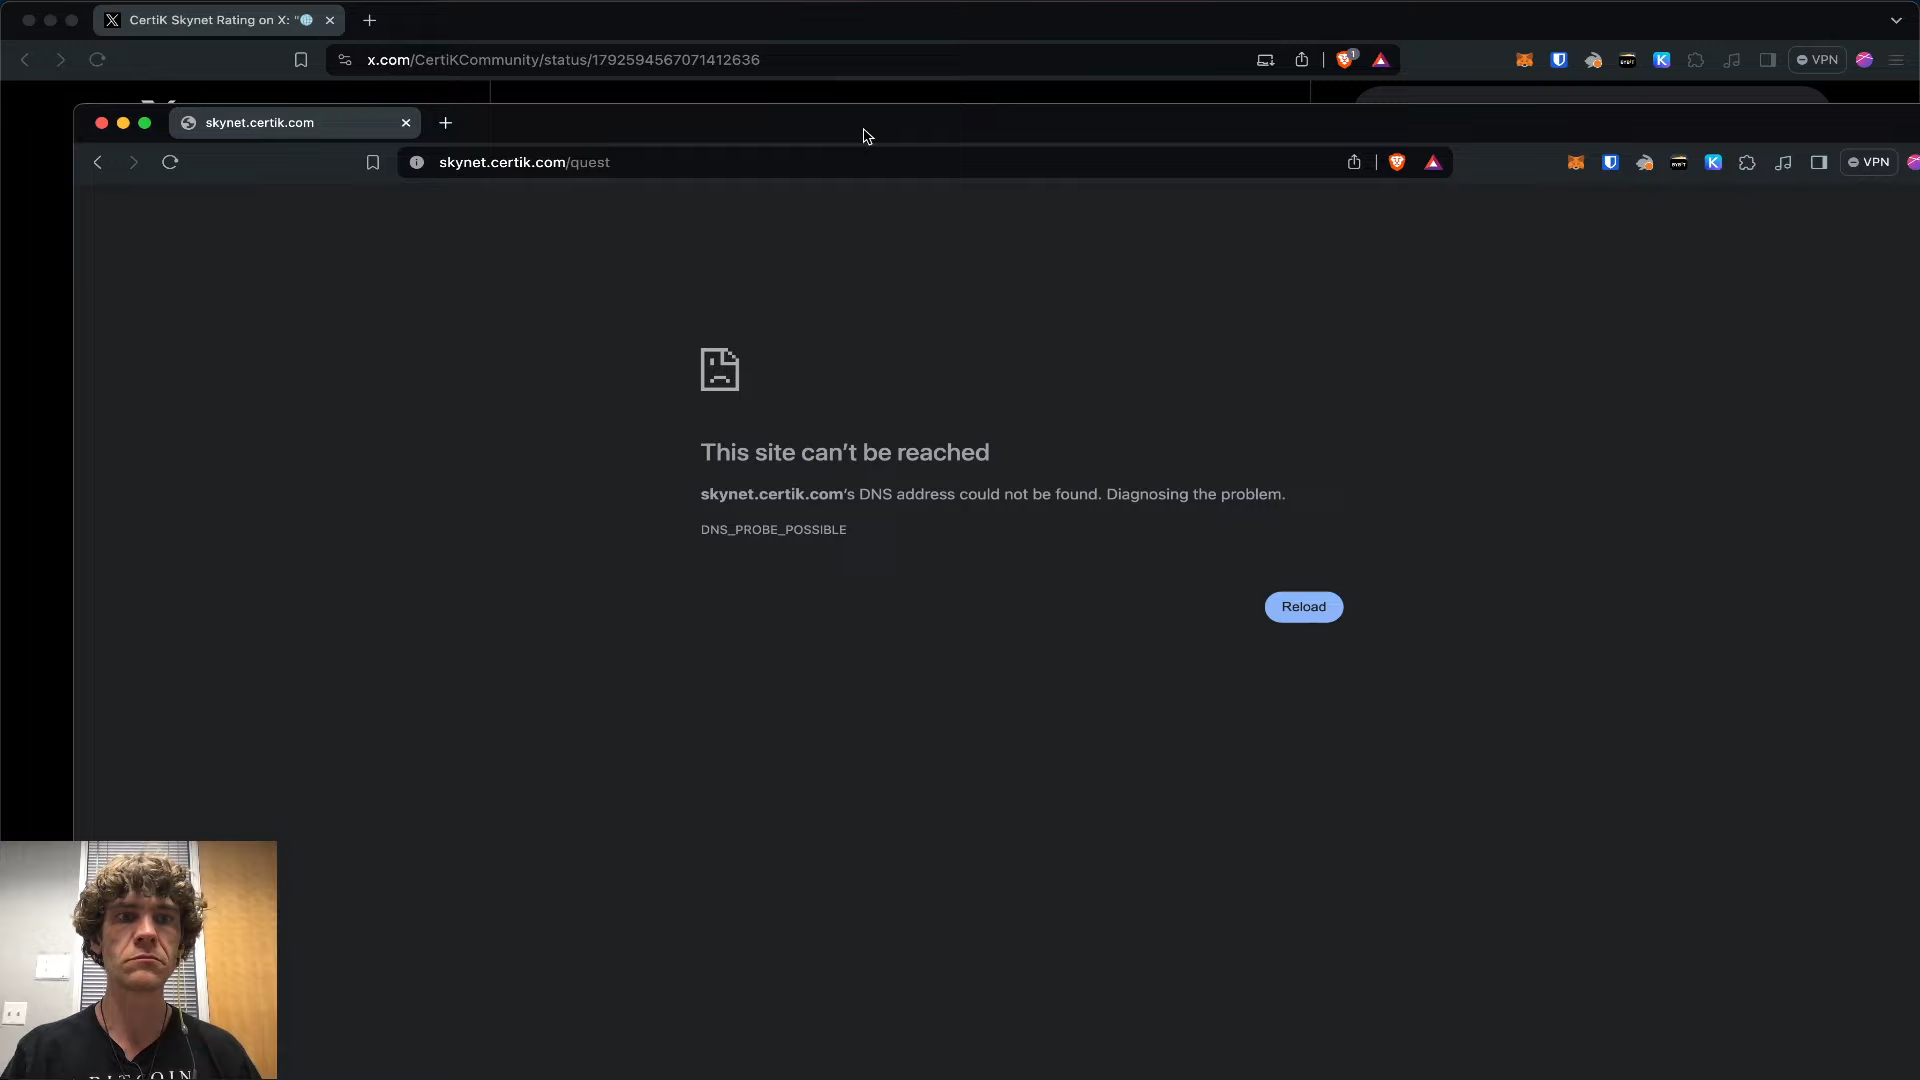 CertiK Skynet Rating on X: "
x.com/CertiKCommunity/status/1792594567071412636
1
VPN
skynet.certik.com
skynet.certik.com/quest
VPN
This site can't be reached
skynet.certik.com's DNS address could not be found. Diagnosing the problem.
DNS_PROBE_POSSIBLE
Reload